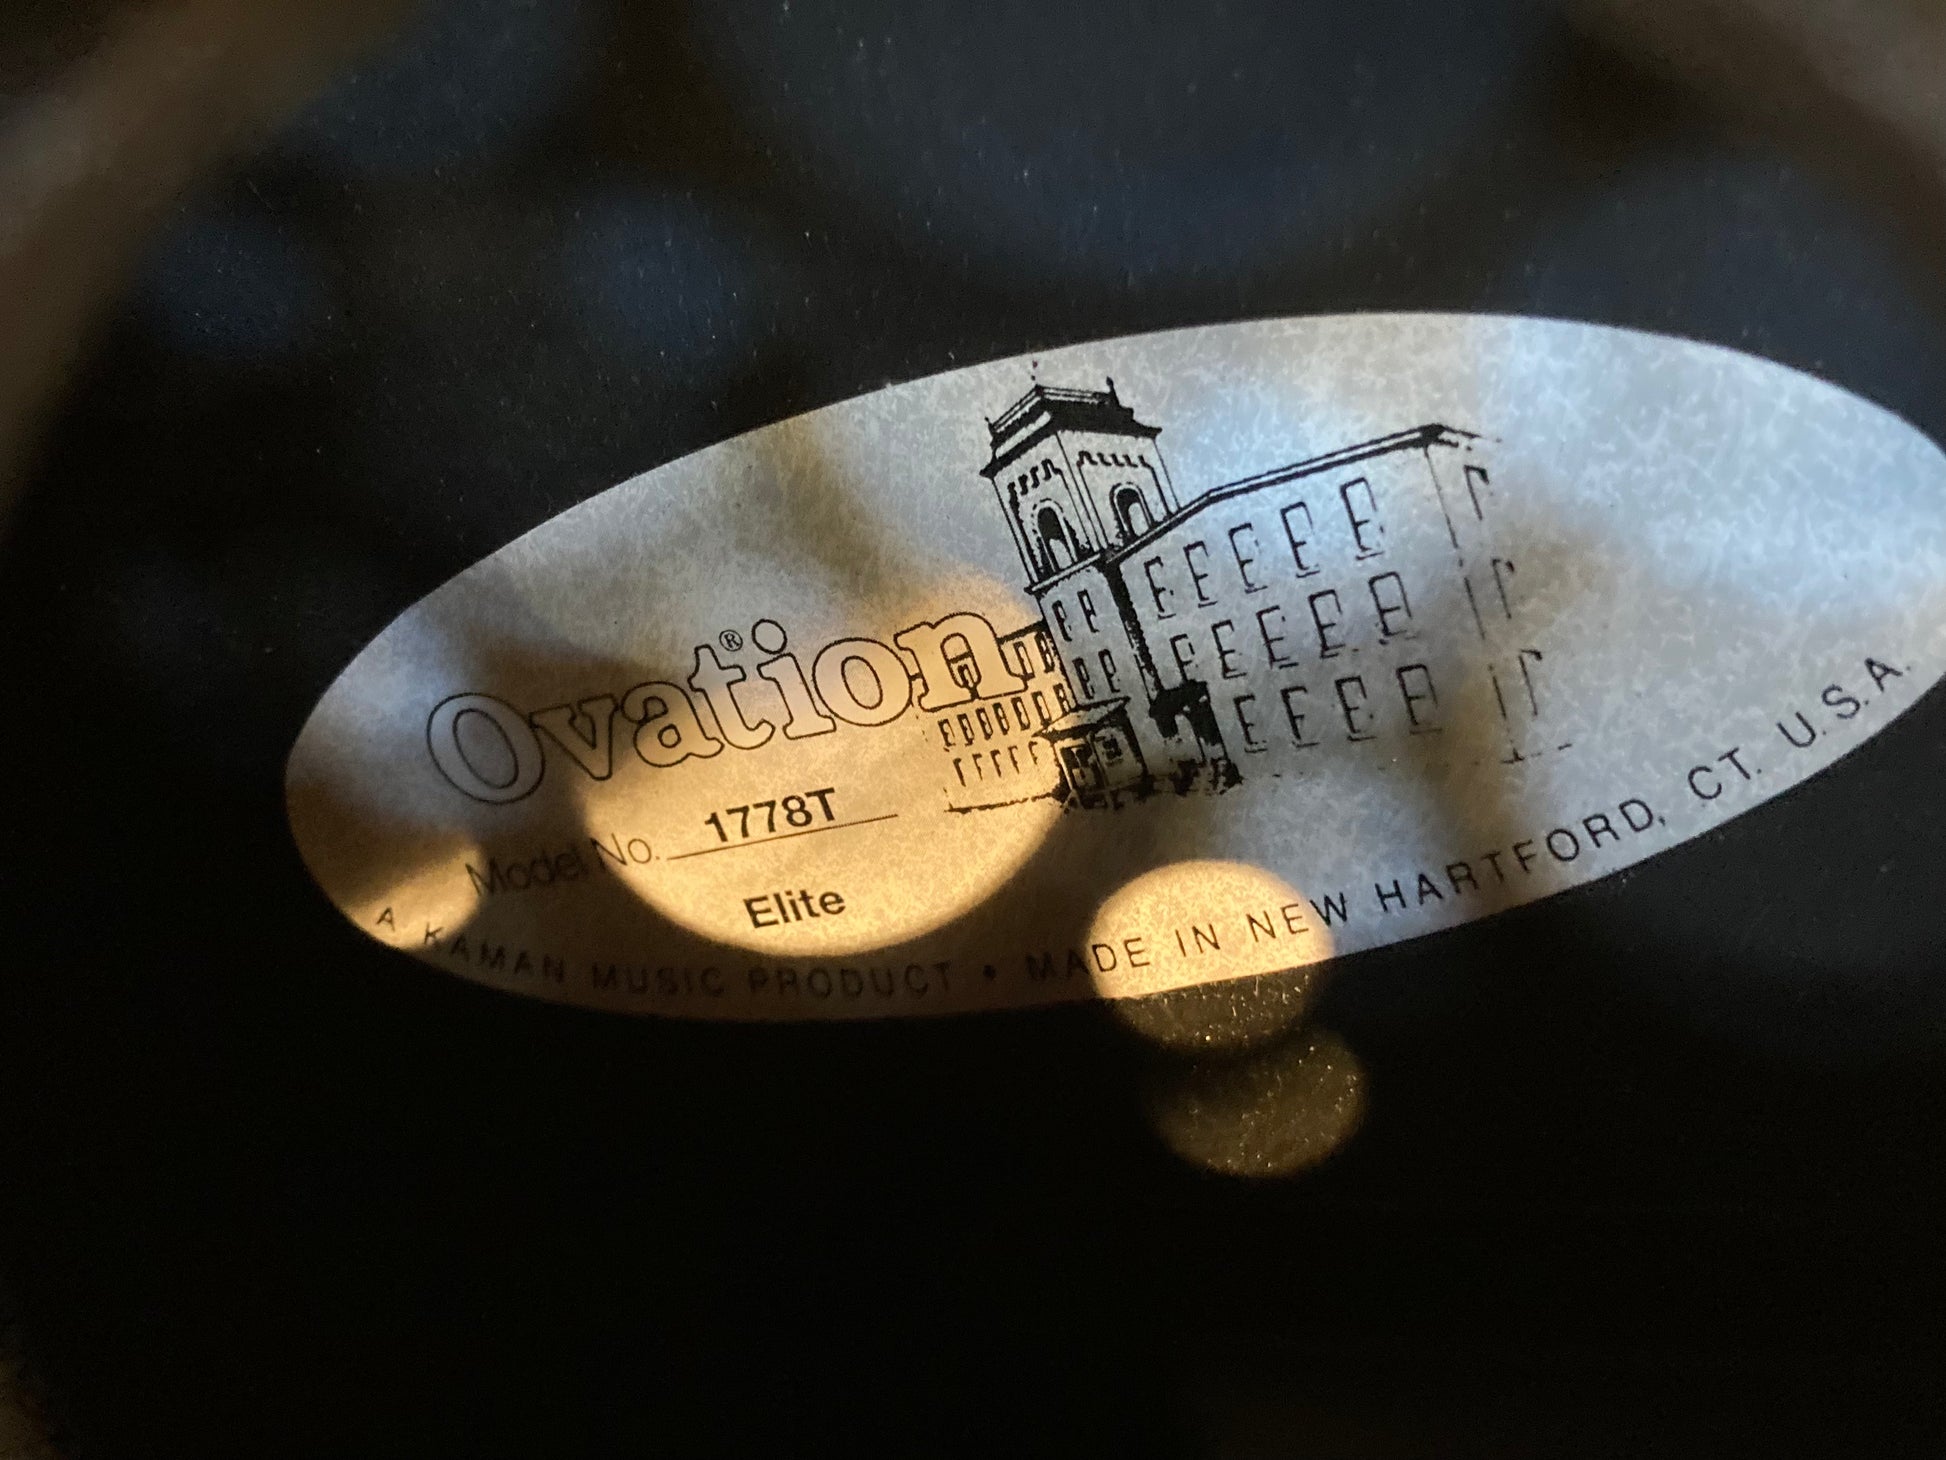 Ovation®
Model No. 1778T
Elite
A KAMAN MUSIC PRODUCT • MADE IN NEW HARTFORD, CT. U.S.A.